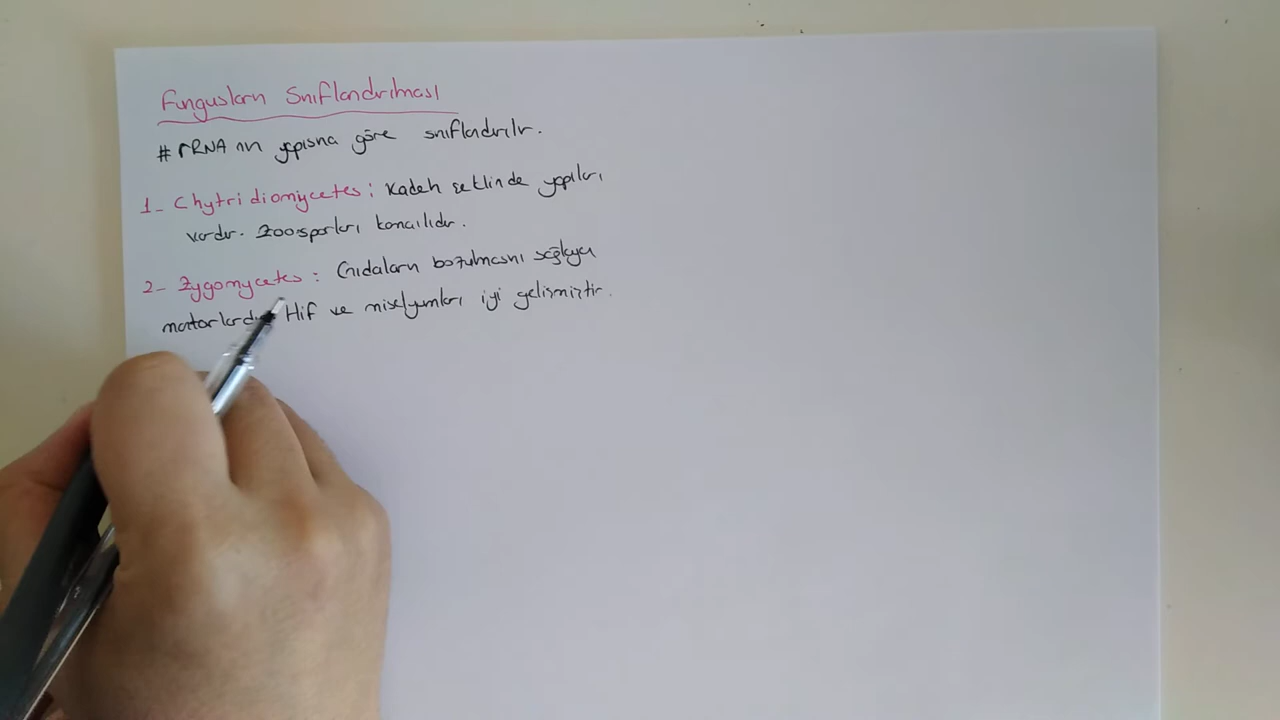 Fungusların Sınıflandırılması
# rRNA nın yapısına göre sınıflandırılır.
1- Chytridiomycetes : Kadeh şeklinde yapıları
vardır. Zoosporları kamçılıdır.
2- Zygomycetes : Gıdaların bozulmasını sağlayan
mantarlardır. Hif ve miselyumları iyi gelişmiştir.